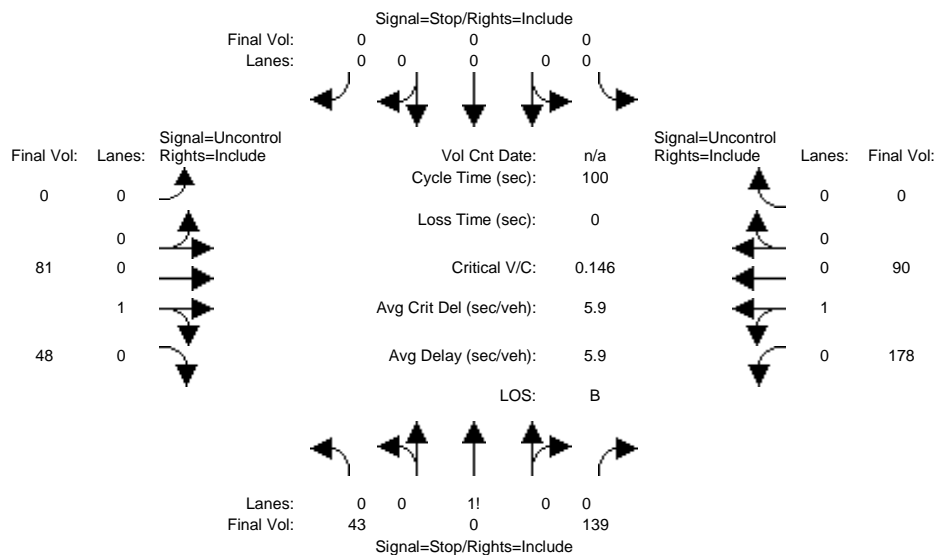 Signal=Stop/Rights=Include
Final Vol: 0 0 0
Lanes: 0 0 0 0 0
Signal=Uncontrol
Final Vol: Lanes: Rights=Include
Vol Cnt Date: n/a
Signal=Uncontrol
Rights=Include Lanes: Final Vol:
Cycle Time (sec): 100
0 0
0 0
Loss Time (sec): 0
0
0
81 0
Critical V/C: 0.146
0 90
1
Avg Crit Del (sec/veh): 5.9
1
48 0
Avg Delay (sec/veh): 5.9
0 178
LOS: B
Lanes: 0 0 1! 0 0
Final Vol: 43 0 139
Signal=Stop/Rights=Include